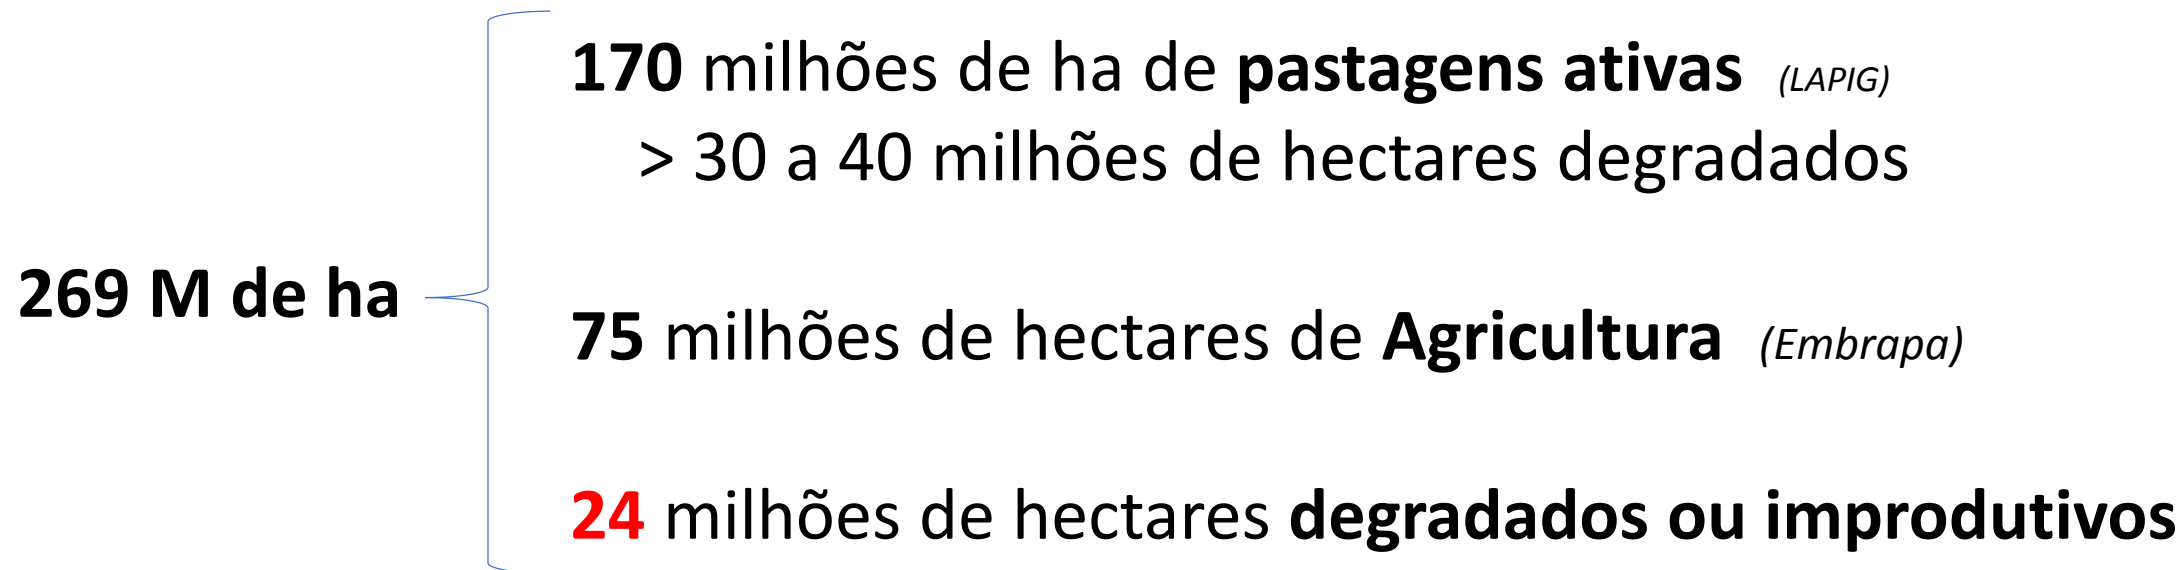 170 milhões de ha de pastagens ativas (LAPIG)
> 30 a 40 milhões de hectares degradados
269 M de ha
75 milhões de hectares de Agricultura (Embrapa)
24 milhões de hectares degradados ou improdutivos